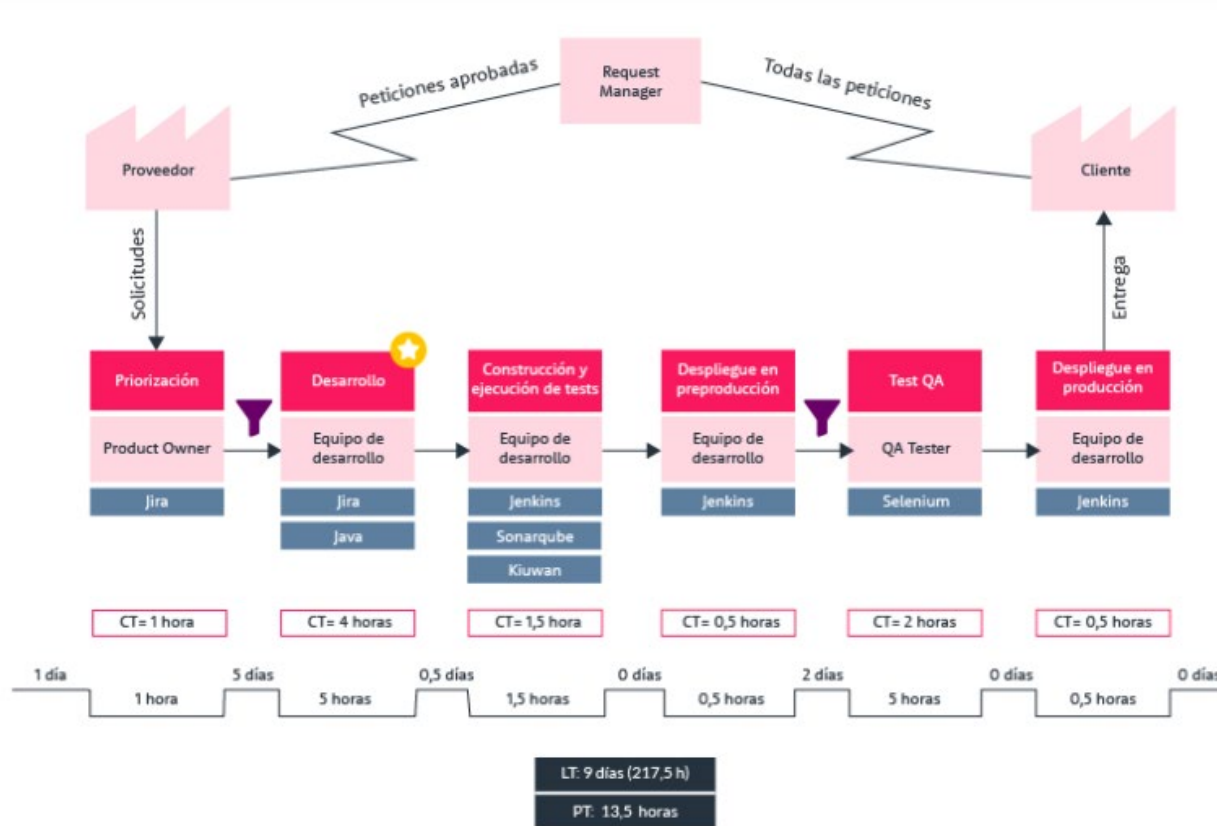 Request
Manager
Peticiones aprobadas
Todas las peticiones
Proveedor
Cliente
Solicitudes
Entrega
Priorización
Desarrollo
Construcción y
ejecución de tests
Despliegue en
preproducción
Test QA
Despliegue en
producción
Product Owner
Equipo de
desarrollo
Equipo de
desarrollo
Equipo de
desarrollo
QA Tester
Equipo de
desarrollo
Jira
Jira
Jenkins
Jenkins
Selenium
Jenkins
Java
Sonarqube
Kiuwan
CT= 1 hora
CT= 4 horas
CT= 1,5 hora
CT= 0,5 horas
CT= 2 horas
CT= 0,5 horas
1 día
5 días
0,5 días
0 días
2 días
0 días
0 días
1 hora
5 horas
1,5 horas
0,5 horas
5 horas
0,5 horas
LT: 9 días (217,5 h)
PT: 13,5 horas